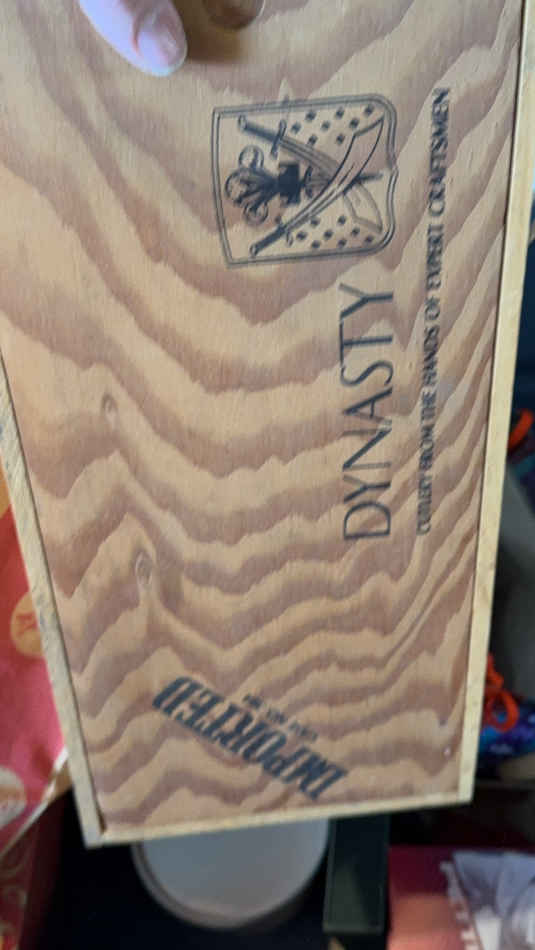 DYNASTY
CUTLERY FROM THE HANDS OF EXPERT CRAFTSMEN
IMPORTED